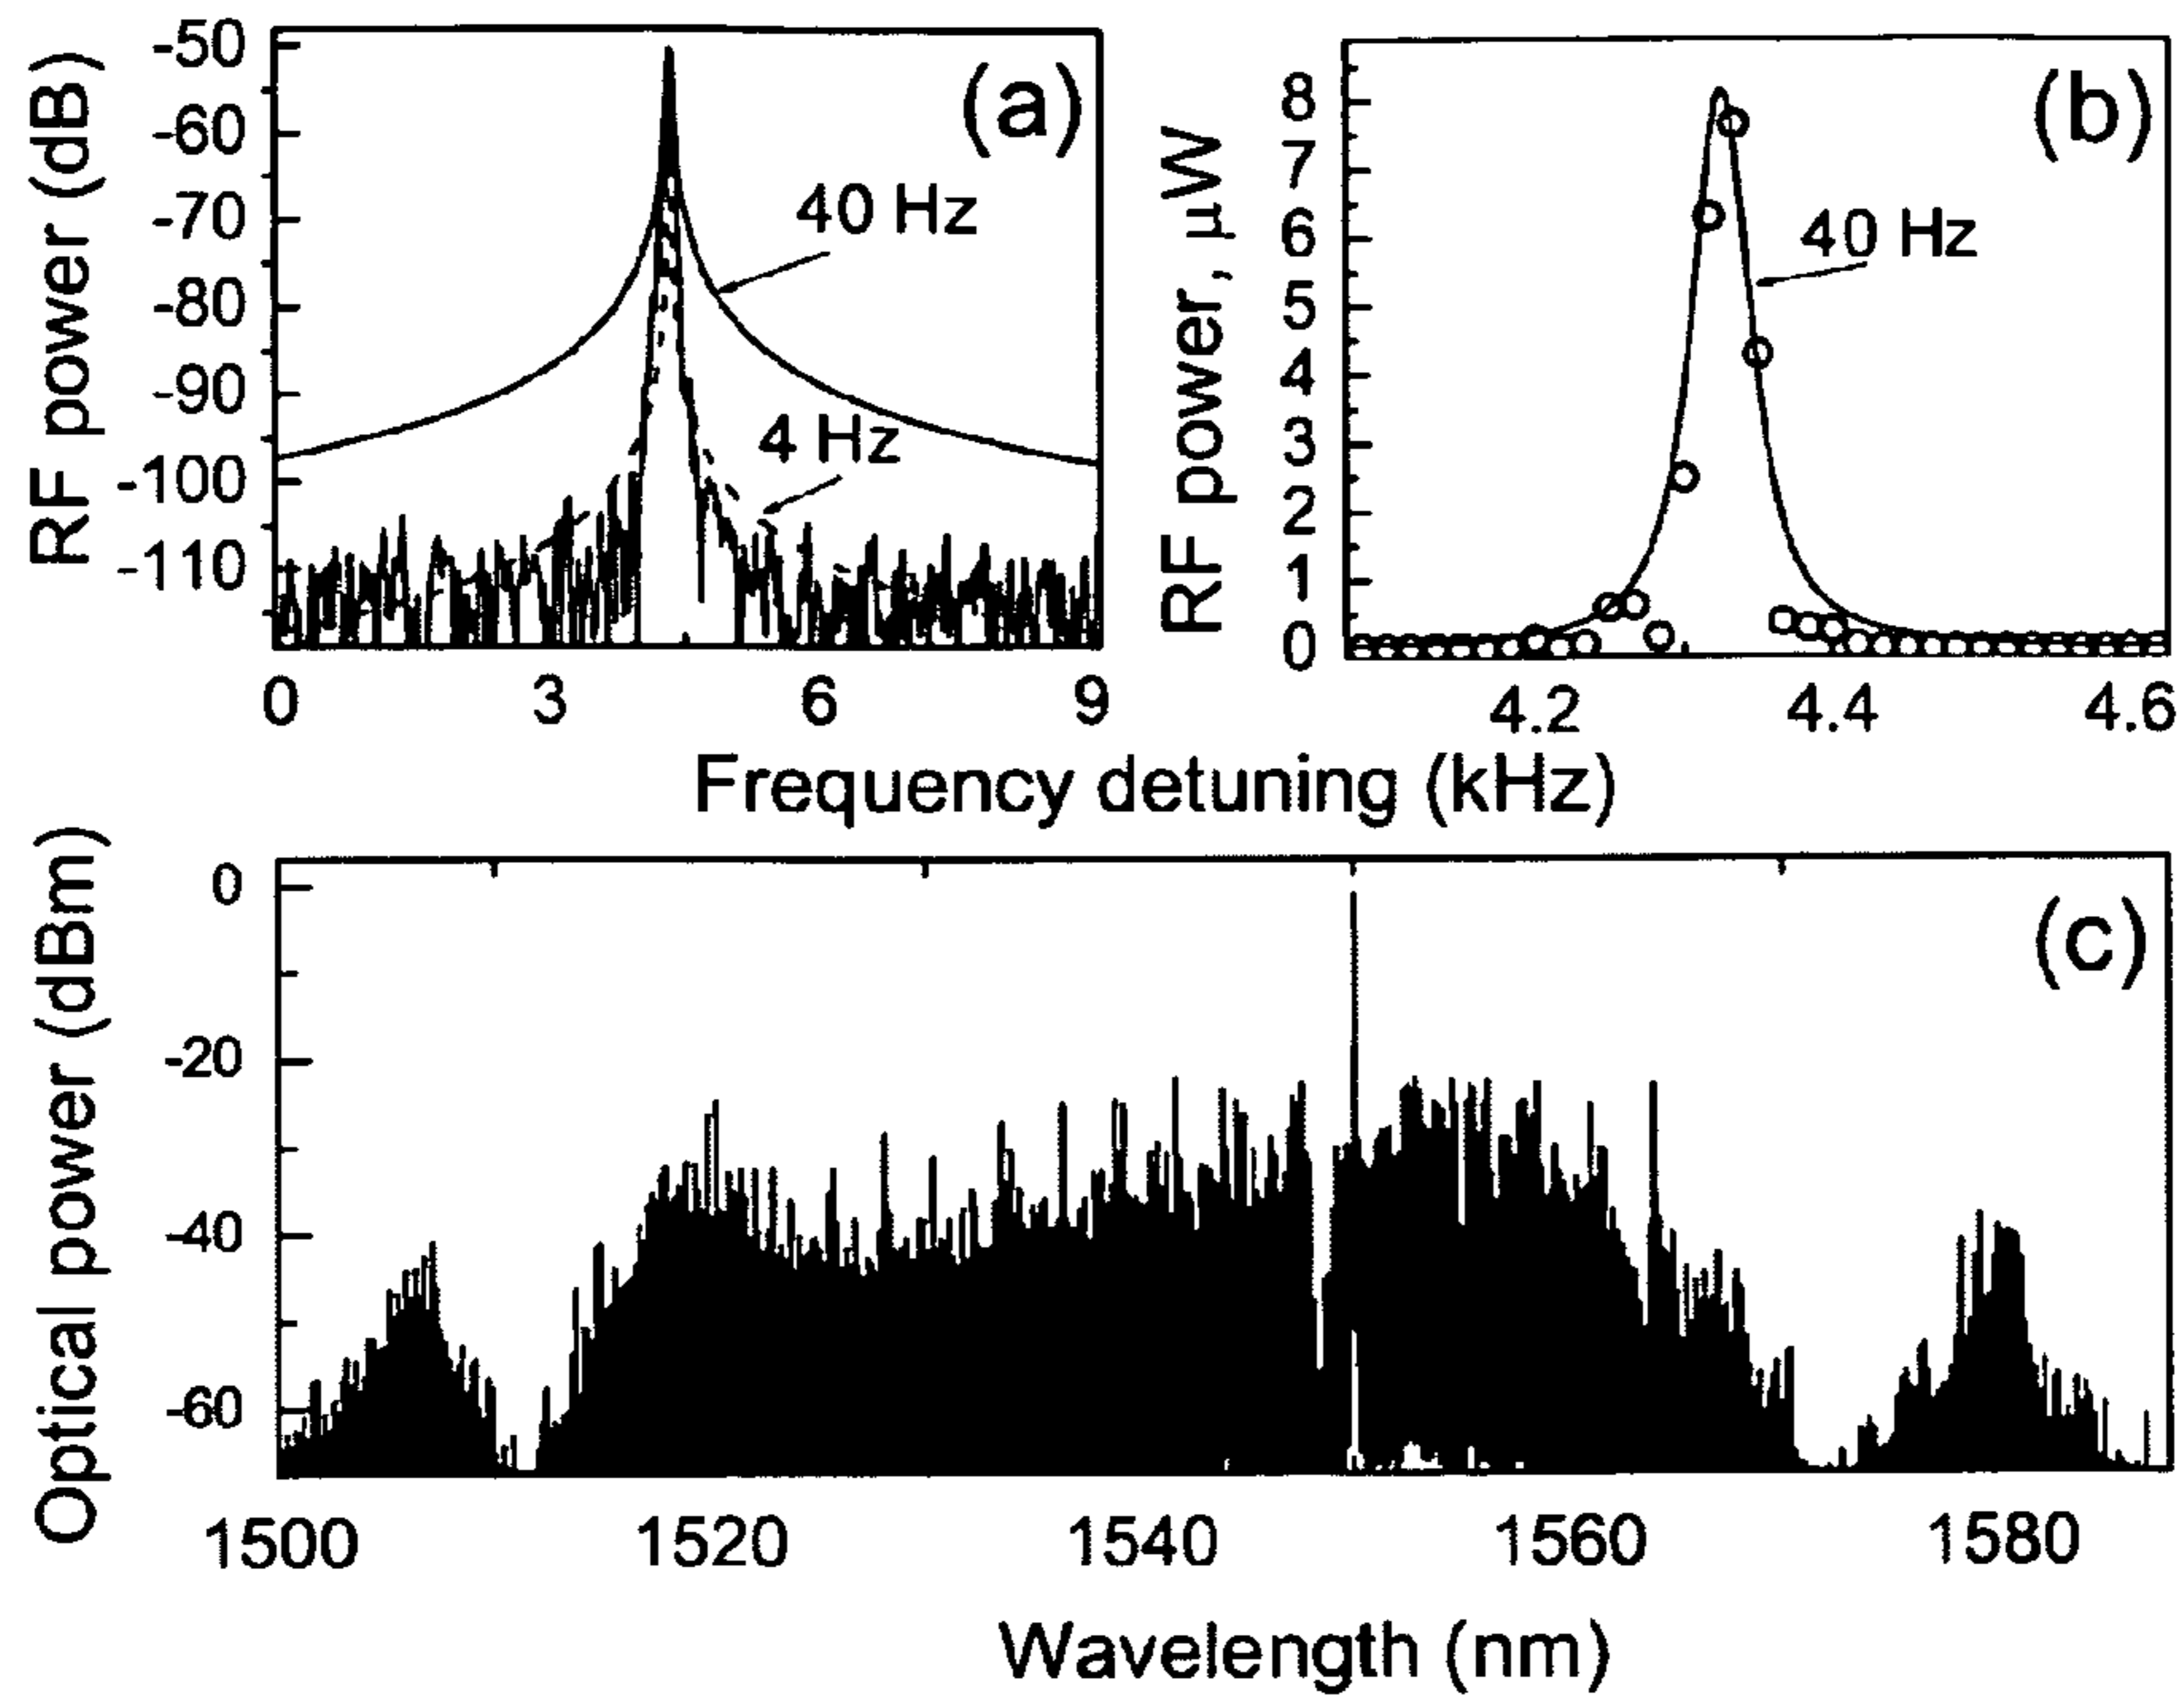 RF power (dB)
-50
-60
-70
-80
-90
-100
-110
(a)
40 Hz
4 Hz
0 3 6 9
RF power, µW
8
7
6
5
4
3
2
1
0
(b)
40 Hz
4.2 4.4 4.6
Frequency detuning (kHz)
Optical power (dBm)
0
-20
-40
-60
(c)
1500 1520 1540 1560 1580
Wavelength (nm)